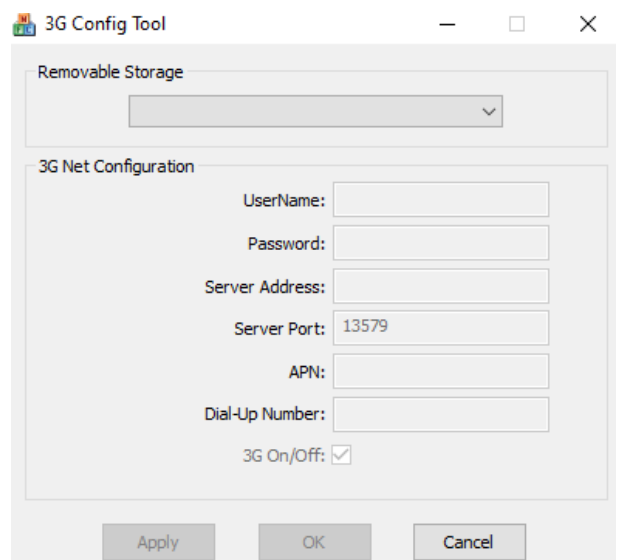 3G Config Tool
Removable Storage
3G Net Configuration
UserName:
Password:
Server Address:
Server Port: 13579
APN:
Dial-Up Number:
3G On/Off:
Apply OK Cancel